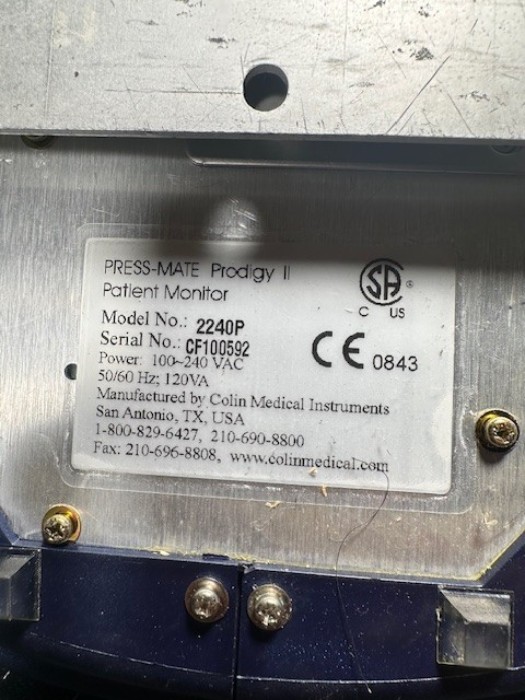 PRESS-MATE Prodigy II
Patient Monitor
Model No.: 2240P
Serial No.: CF100592
Power: 100~240 VAC
50/60 Hz; 120VA
Manufactured by Colin Medical Instruments
San Antonio, TX, USA
1-800-829-6427, 210-690-8800
Fax: 210-696-8808, www.colinmedical.com
SA ®
C US
CE 0843